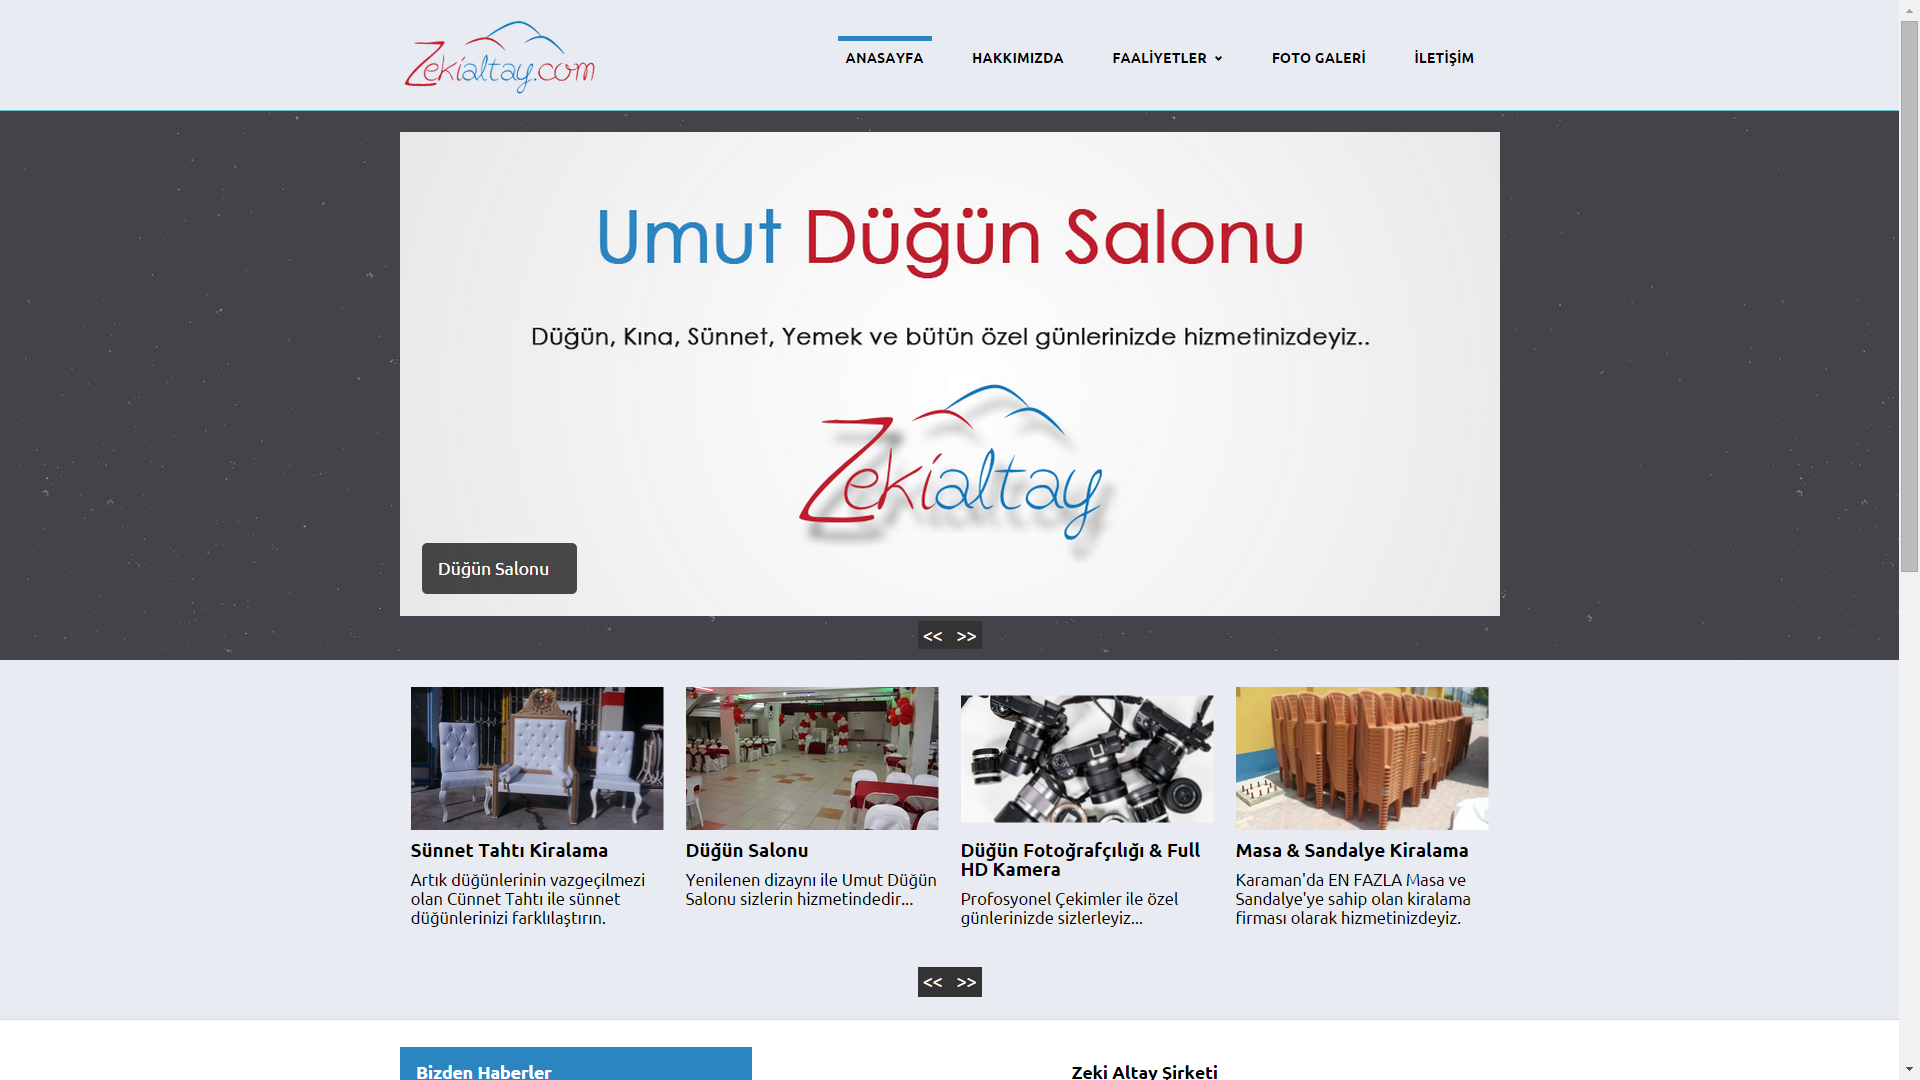 Zekialtay.com
ANASAYFA
HAKKIMIZDA
FAALİYETLER
FOTO GALERİ
İLETİŞİM
Umut Düğün Salonu
Düğün, Kına, Sünnet, Yemek ve bütün özel günlerinizde hizmetinizdeyiz..
Zekialtay
Düğün Salonu
<< >>
Sünnet Tahtı Kiralama
Artık düğünlerinin vazgeçilmezi
olan Cünnet Tahtı ile sünnet
düğünlerinizi farklılaştırın.
Düğün Salonu
Yenilenen dizaynı ile Umut Düğün
Salonu sizlerin hizmetindedir...
Düğün Fotoğrafçılığı & Full
HD Kamera
Profosyonel Çekimler ile özel
günlerinizde sizlerleyiz...
Masa & Sandalye Kiralama
Karaman'da EN FAZLA Masa ve
Sandalye'ye sahip olan kiralama
firması olarak hizmetinizdeyiz.
<< >>
Bizden Haberler
Zeki Altay Şirketi